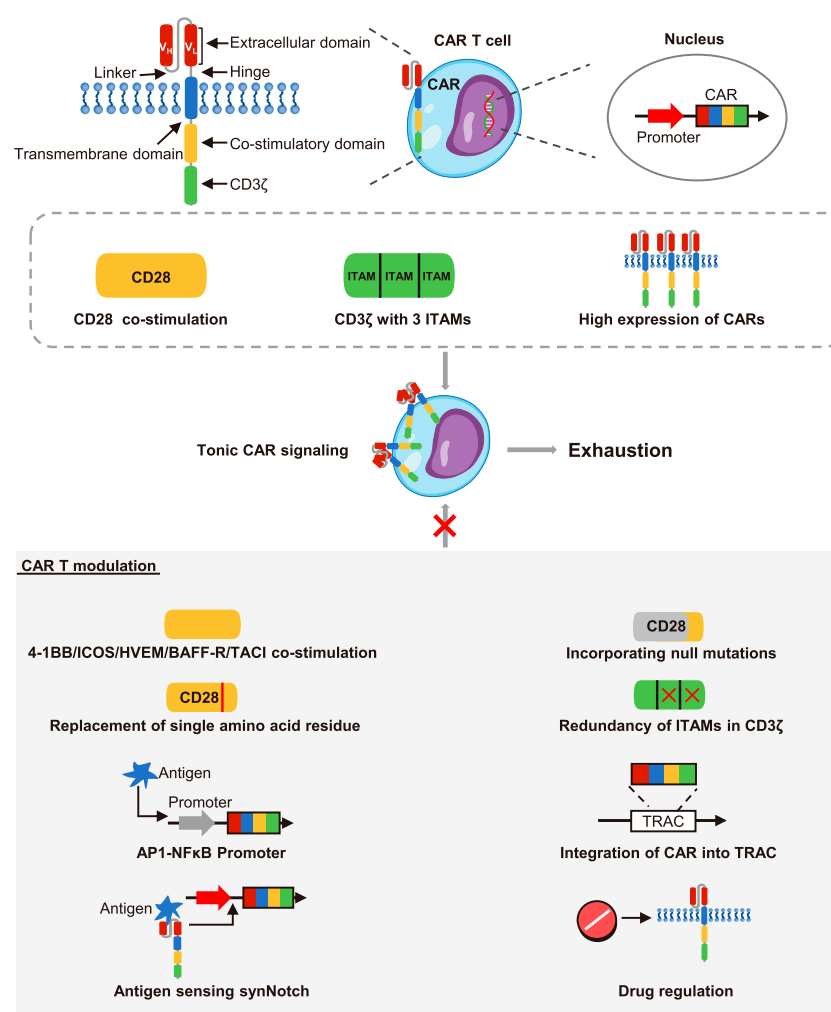 CAR T cell
Nucleus
VH
VL
Extracellular domain
Linker
Hinge
CAR
CAR
Promoter
Transmembrane domain
Co-stimulatory domain
CD3ζ
CD28
ITAM ITAM ITAM
CD28 co-stimulation
CD3ζ with 3 ITAMs
High expression of CARs
Tonic CAR signaling
Exhaustion
CAR T modulation
4-1BB/ICOS/HVEM/BAFF-R/TACI co-stimulation
CD28
Incorporating null mutations
CD28
Replacement of single amino acid residue
Redundancy of ITAMs in CD3ζ
Antigen
Promoter
AP1-NFκB Promoter
TRAC
Integration of CAR into TRAC
Antigen
Antigen sensing synNotch
Drug regulation